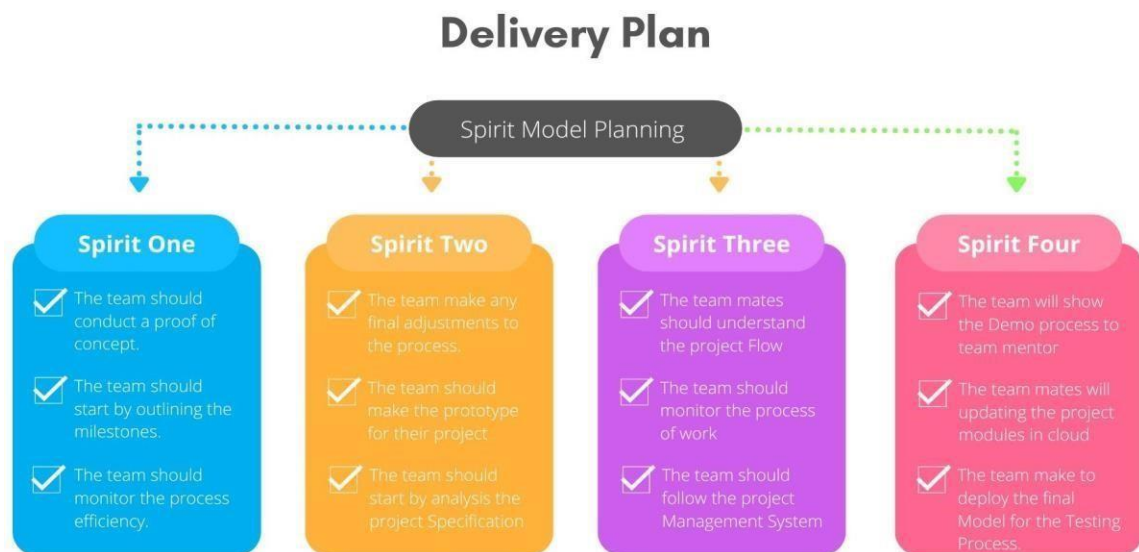 Delivery Plan
Spirit Model Planning
Spirit One
The team should
conduct a proof of
concept.
The team should
start by outlining the
milestones.
The team should
monitor the process
efficiency.
Spirit Two
The team make any
final adjustments to
the process.
The team should
make the prototype
for their project
The team should
start by analysis the
project Specification
Spirit Three
The team mates
should understand
the project Flow
The team should
monitor the process
of work
The team should
follow the project
Management System
Spirit Four
The team will show
the Demo process to
team mentor
The team mates will
updating the project
modules in cloud
The team make to
deploy the final
Model for the Testing
Process.